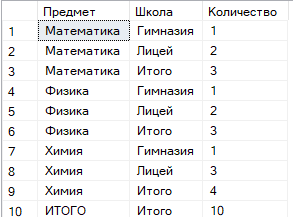 Предмет Школа Количество
1 Математика Гимназия 1
2 Математика Лицей 2
3 Математика Итого 3
4 Физика Гимназия 1
5 Физика Лицей 2
6 Физика Итого 3
7 Химия Гимназия 1
8 Химия Лицей 3
9 Химия Итого 4
10 ИТОГО Итого 10